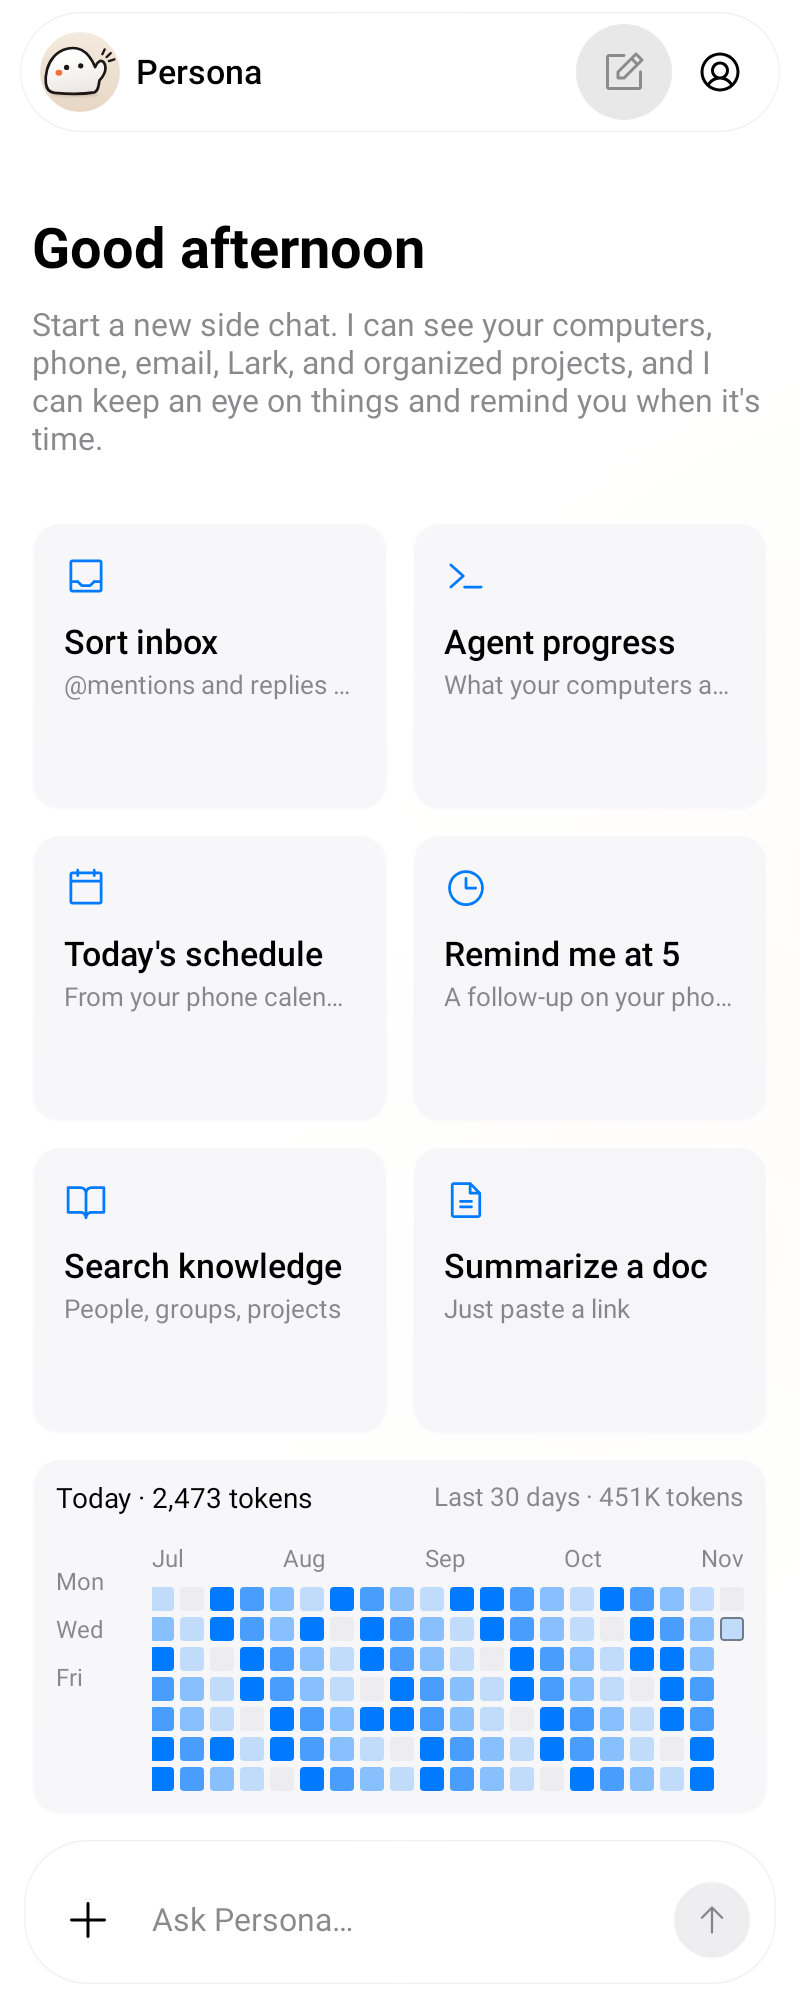 Persona
Good afternoon
Start a new side chat. I can see your computers,
phone, email, Lark, and organized projects, and I
can keep an eye on things and remind you when it's
time.
Sort inbox
@mentions and replies ...
Agent progress
What your computers a...
Today's schedule
From your phone calen...
Remind me at 5
A follow-up on your pho...
Search knowledge
People, groups, projects
Summarize a doc
Just paste a link
Today · 2,473 tokens
Last 30 days · 451K tokens
Jul Aug Sep Oct Nov
Mon
Wed
Fri
Ask Persona...